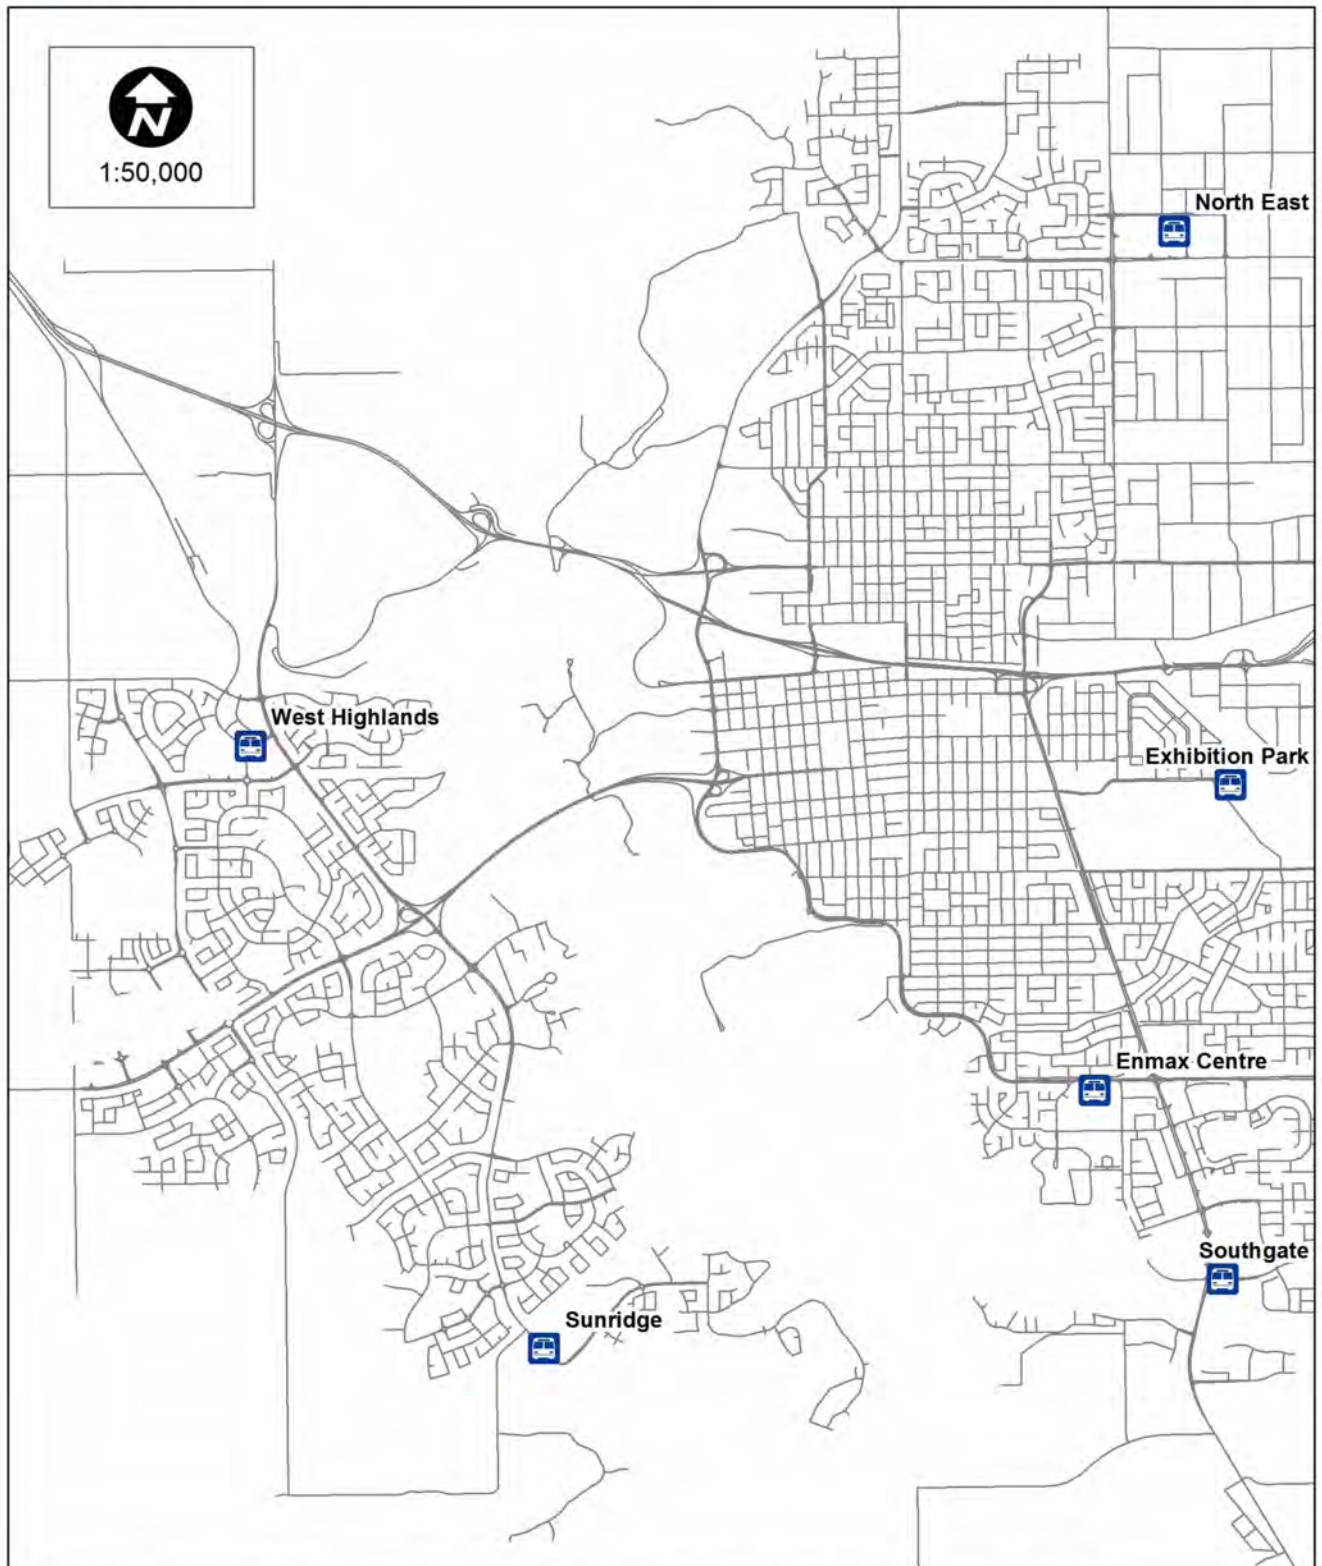 N
1:50,000
North East
West Highlands
Exhibition Park
Enmax Centre
Southgate
Sunridge